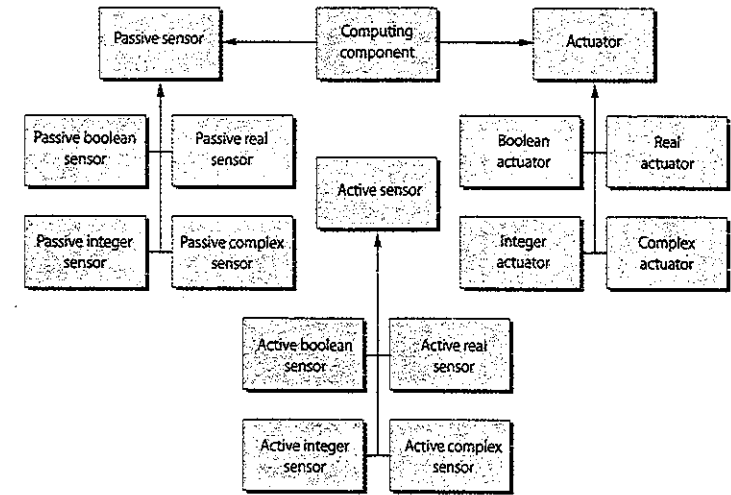 Passive sensor
Computing
component
Actuator
Passive boolean
sensor
Passive real
sensor
Boolean
actuator
Real
actuator
Active sensor
Passive integer
sensor
Passive complex
sensor
Integer
actuator
Complex
actuator
Active boolean
sensor
Active real
sensor
Active integer
sensor
Active complex
sensor